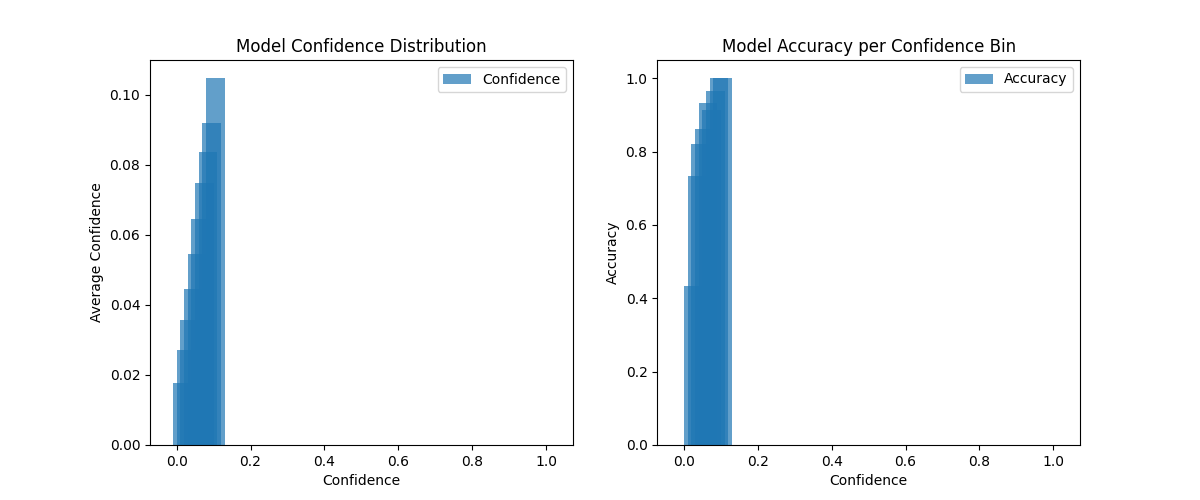 Model Confidence Distribution
Confidence
0.10
0.08
0.06
0.04
0.02
0.00
Average Confidence
0.0 0.2 0.4 0.6 0.8 1.0
Confidence
Model Accuracy per Confidence Bin
Accuracy
1.0
0.8
0.6
0.4
0.2
0.0
Accuracy
0.0 0.2 0.4 0.6 0.8 1.0
Confidence